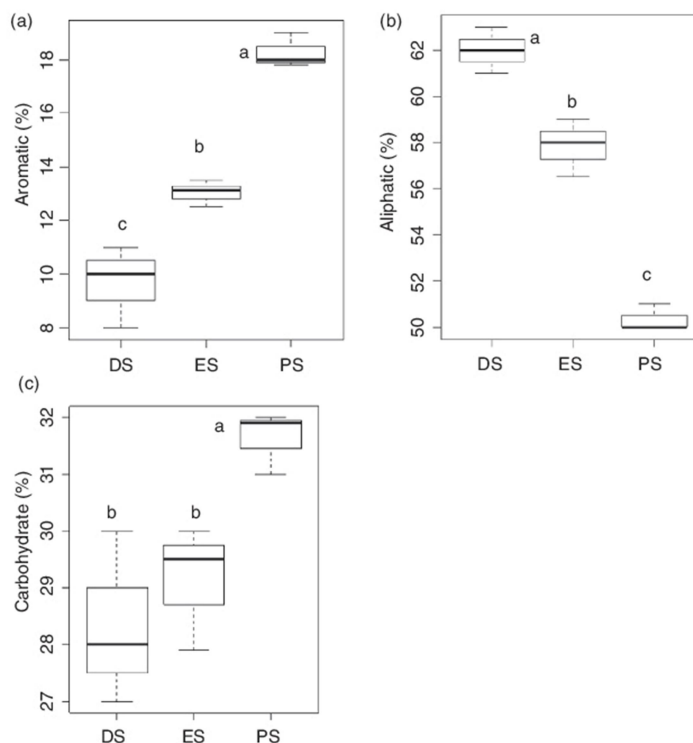 (a)
Aromatic (%)
18
16
14
12
10
8
a
b
c
DS ES PS
(b)
Aliphatic (%)
62
60
58
56
54
52
50
a
b
c
DS ES PS
(c)
Carbohydrate (%)
32
31
30
29
28
27
a
b b
DS ES PS